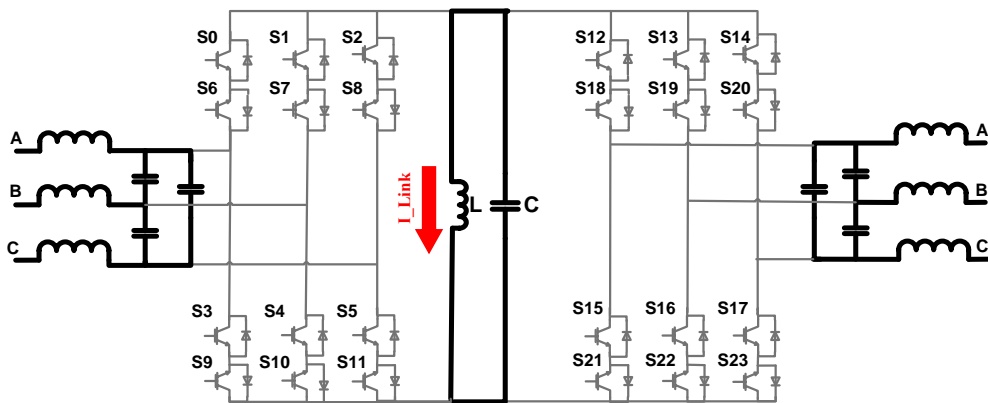 S0 S1 S2 S12 S13 S14
S6 S7 S8 S18 S19 S20
A A
B B
I_Link L C
C C
S3 S4 S5 S15 S16 S17
S9 S10 S11 S21 S22 S23